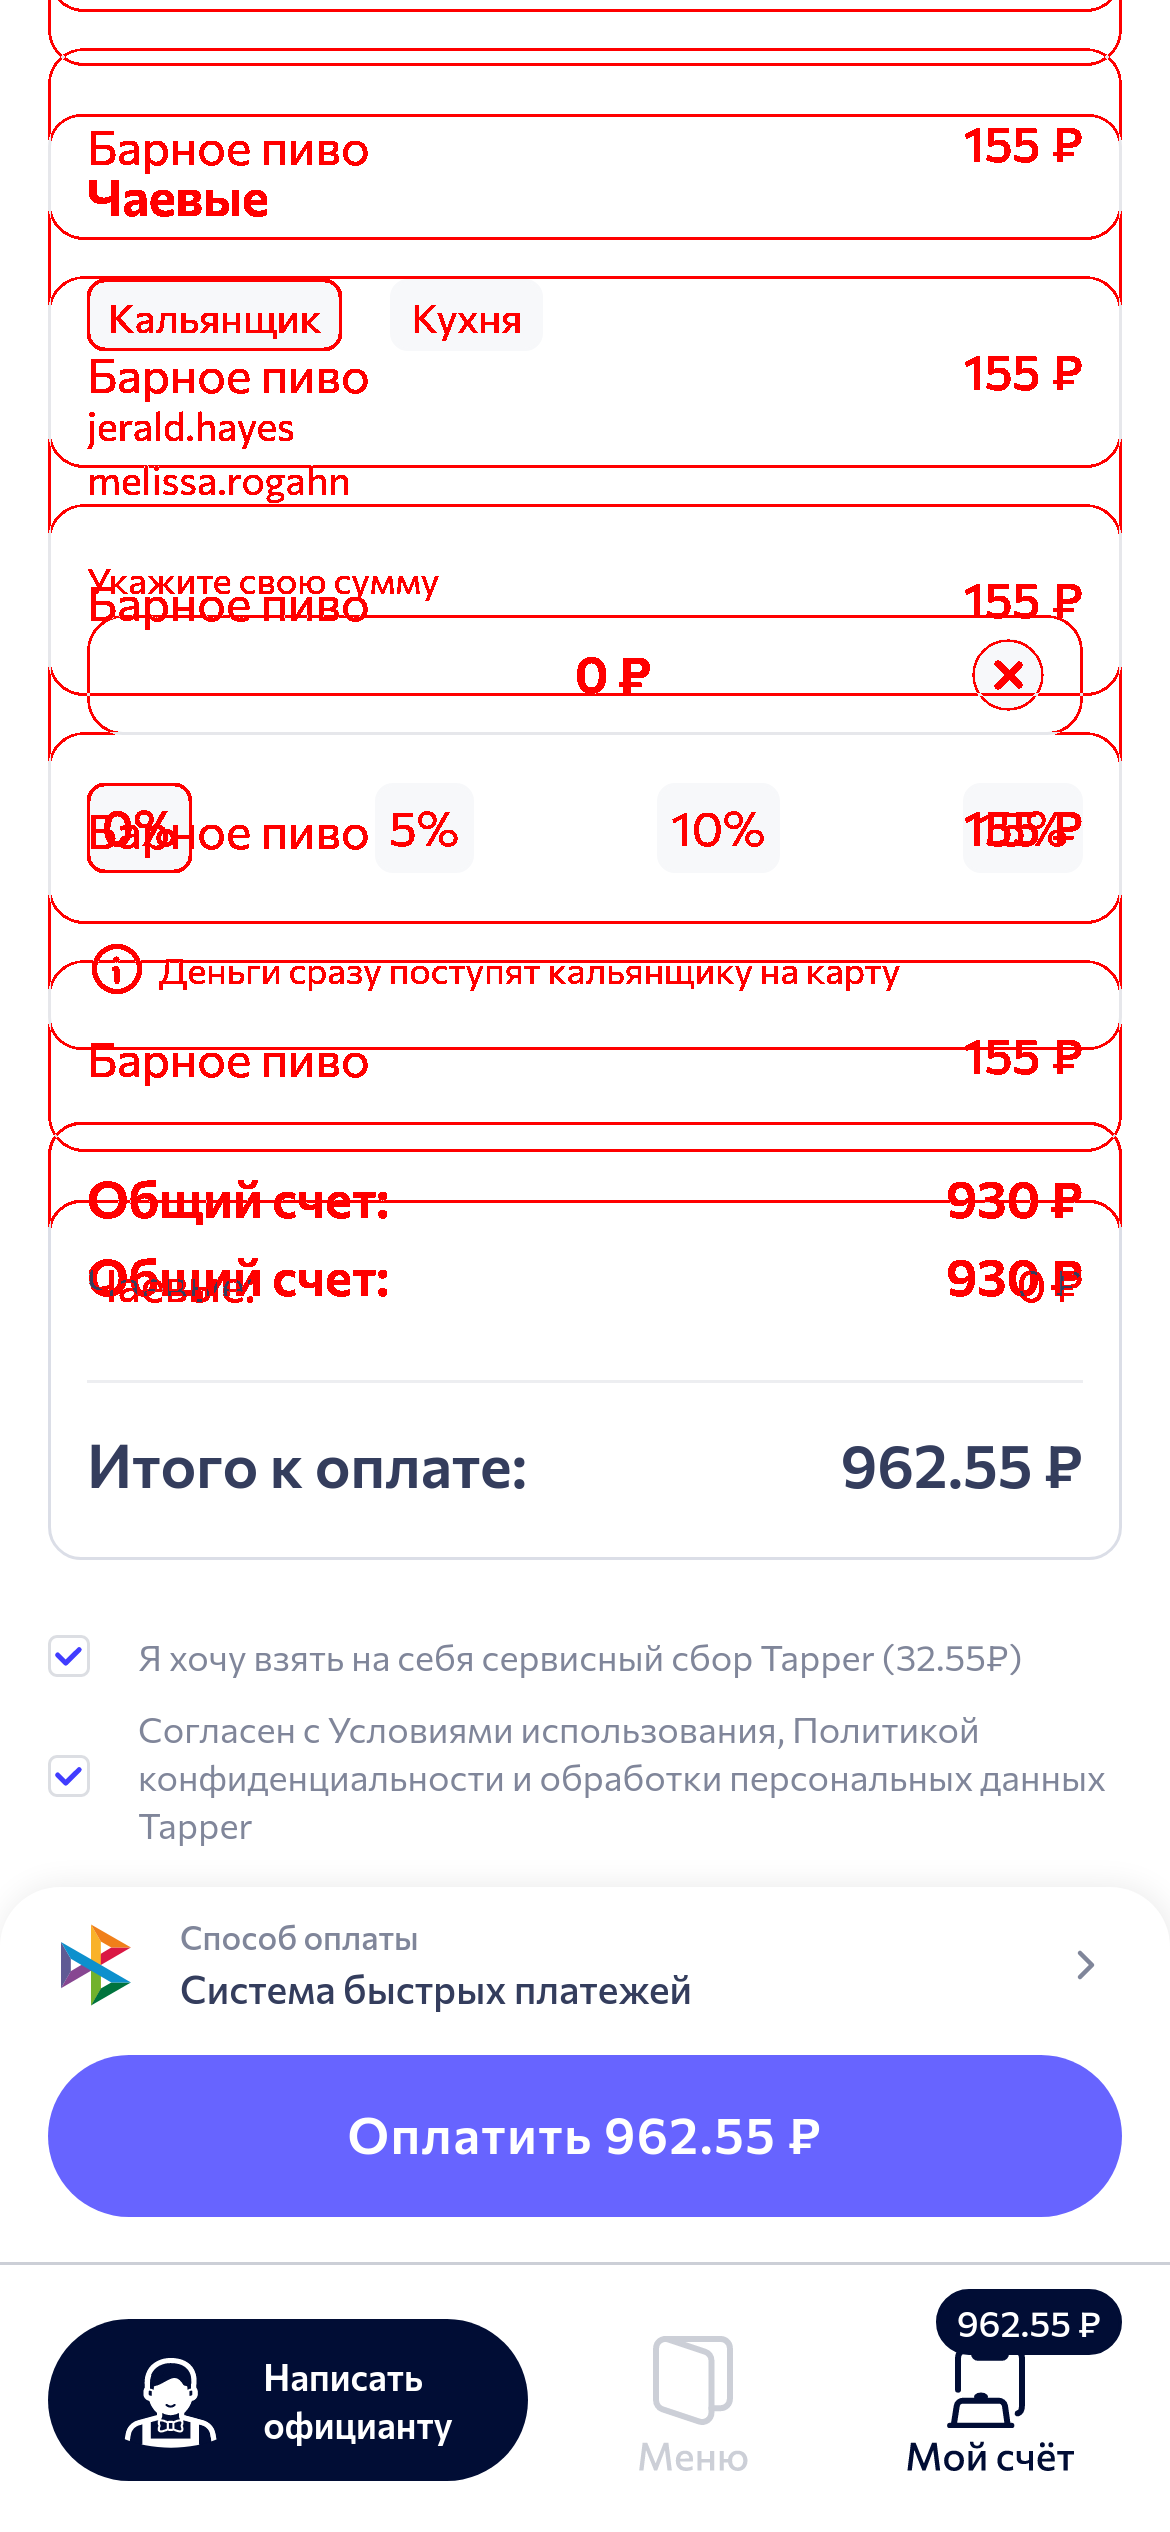 Барное пиво 155 ₽
Чаевые
Кальянщик Кухня
Барное пиво 155 ₽
jerald.hayes
melissa.rogahn
Укажите свою сумму
Барное пиво 155 ₽
0 ₽
0% 5% 10% 15%
Барное пиво 155 ₽
Деньги сразу поступят кальянщику на карту
Барное пиво 155 ₽
Общий счет: 930 ₽
Общий счет: 930 ₽
Чаевые: 0 ₽
Итого к оплате: 962.55 ₽
Я хочу взять на себя сервисный сбор Tapper (32.55₽)
Согласен с Условиями использования, Политикой
конфиденциальности и обработки персональных данных
Tapper
Способ оплаты
Система быстрых платежей
Оплатить 962.55 ₽
962.55 ₽
Написать
официанту
Меню
Мой счёт